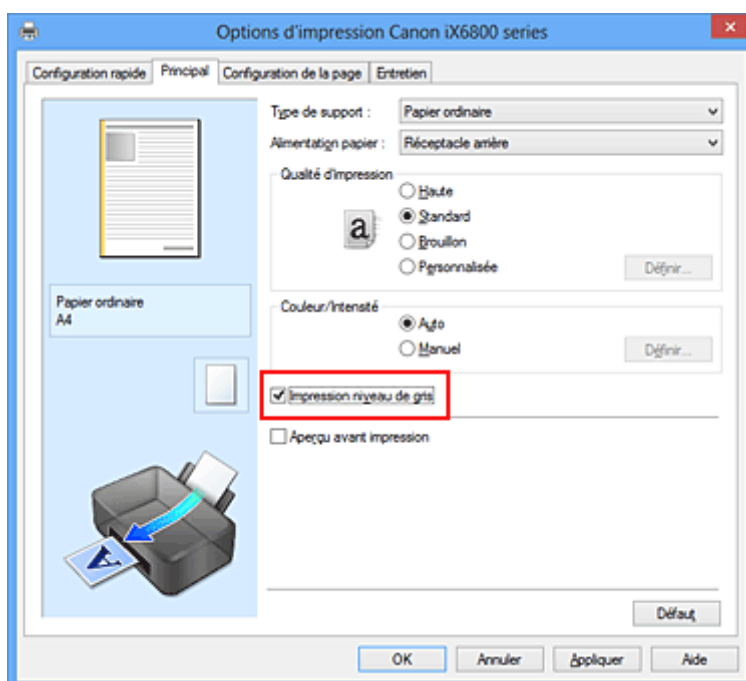 Options d'impression Canon iX6800 series
Configuration rapide Principal Configuration de la page Entretien
Type de support : Papier ordinaire
Alimentation papier : Réceptacle arrière
Qualité d'impression
Haute
a Standard
Brouillon
Personnalisée Définir...
Papier ordinaire
A4
Couleur/Intensité
Auto
Manuel Définir...
Impression niveau de gris
Aperçu avant impression
A
Défaut
OK Annuler Appliquer Aide